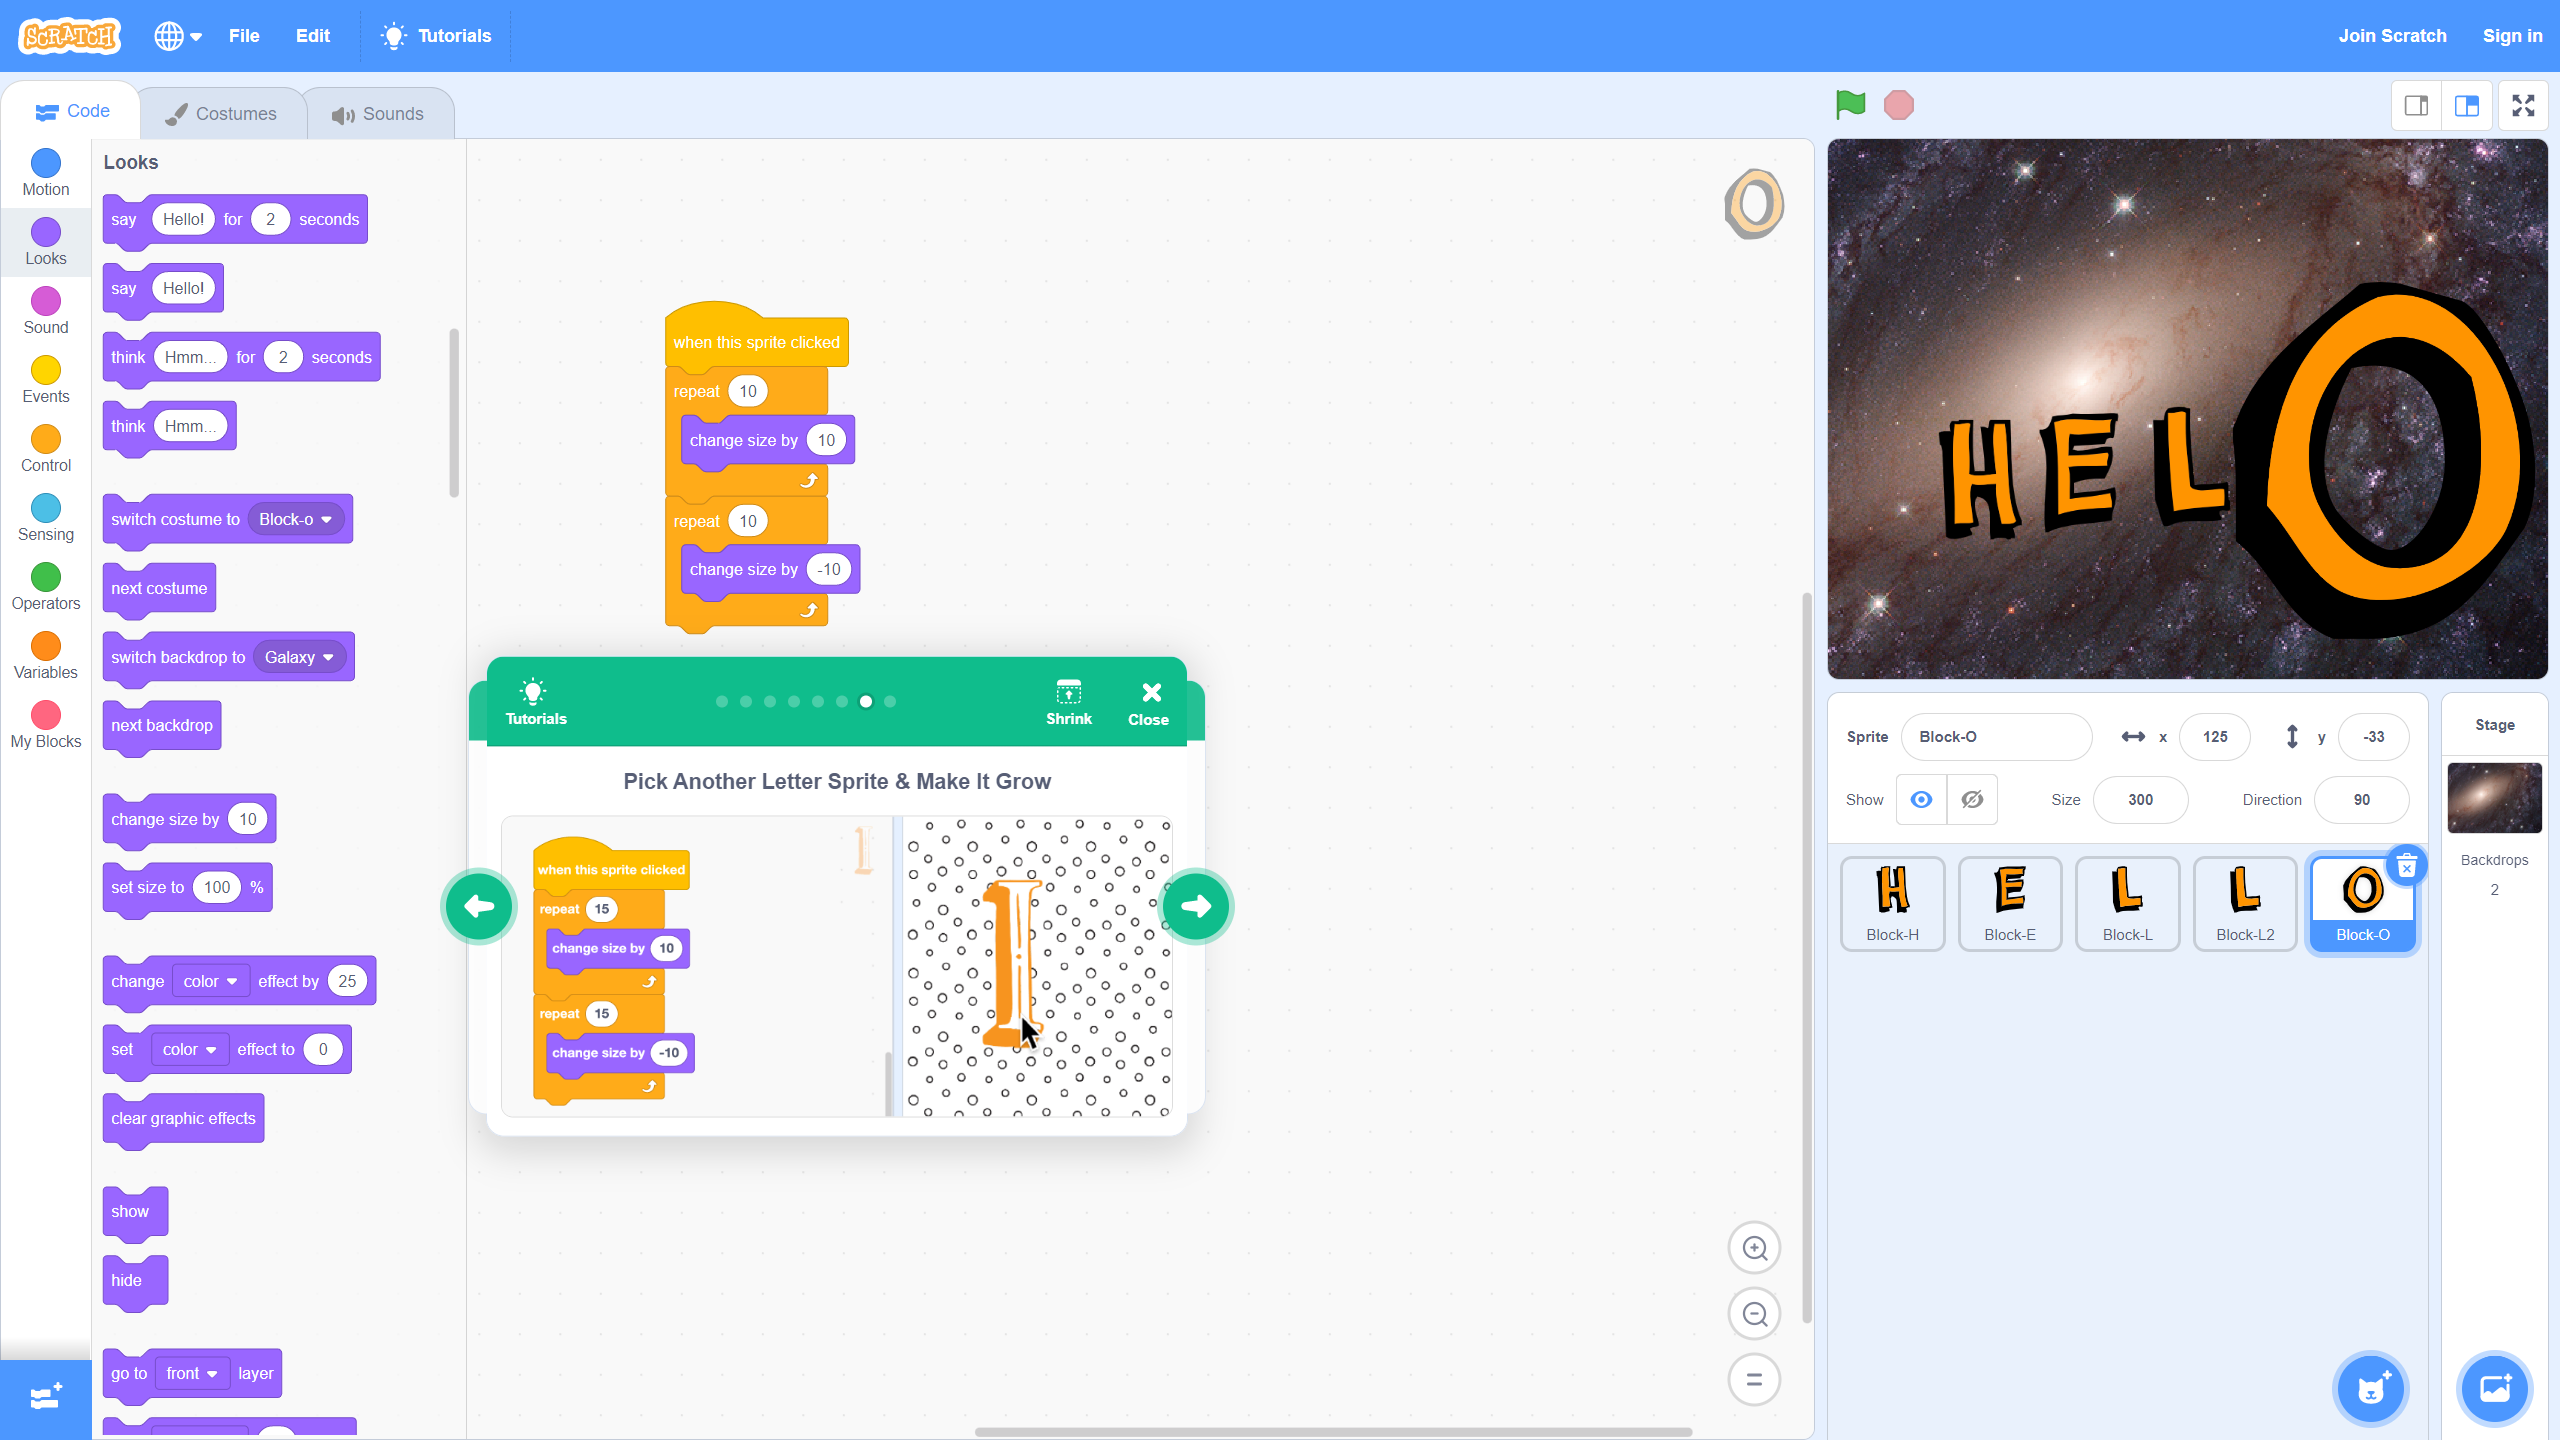 SCRATCH File Edit Tutorials Join Scratch Sign in
Code Costumes Sounds
Motion
Looks
Sound
Events
Control
Sensing
Operators
Variables
My Blocks
Looks
say Hello! for 2 seconds
say Hello!
think Hmm... for 2 seconds
think Hmm...
switch costume to Block-o
next costume
switch backdrop to Galaxy
next backdrop
change size by 10
set size to 100 %
change color effect by 25
set color effect to 0
clear graphic effects
show
hide
go to front layer
when this sprite clicked
repeat 10
change size by 10
repeat 10
change size by -10
O
Tutorials Shrink Close
Pick Another Letter Sprite & Make It Grow
when this sprite clicked
repeat 15
change size by 10
repeat 15
change size by -10
I
I
H E L O
Sprite Block-O x 125 y -33
Show Size 300 Direction 90
H E L L O
Block-H Block-E Block-L Block-L2 Block-O
Stage
Backdrops
2